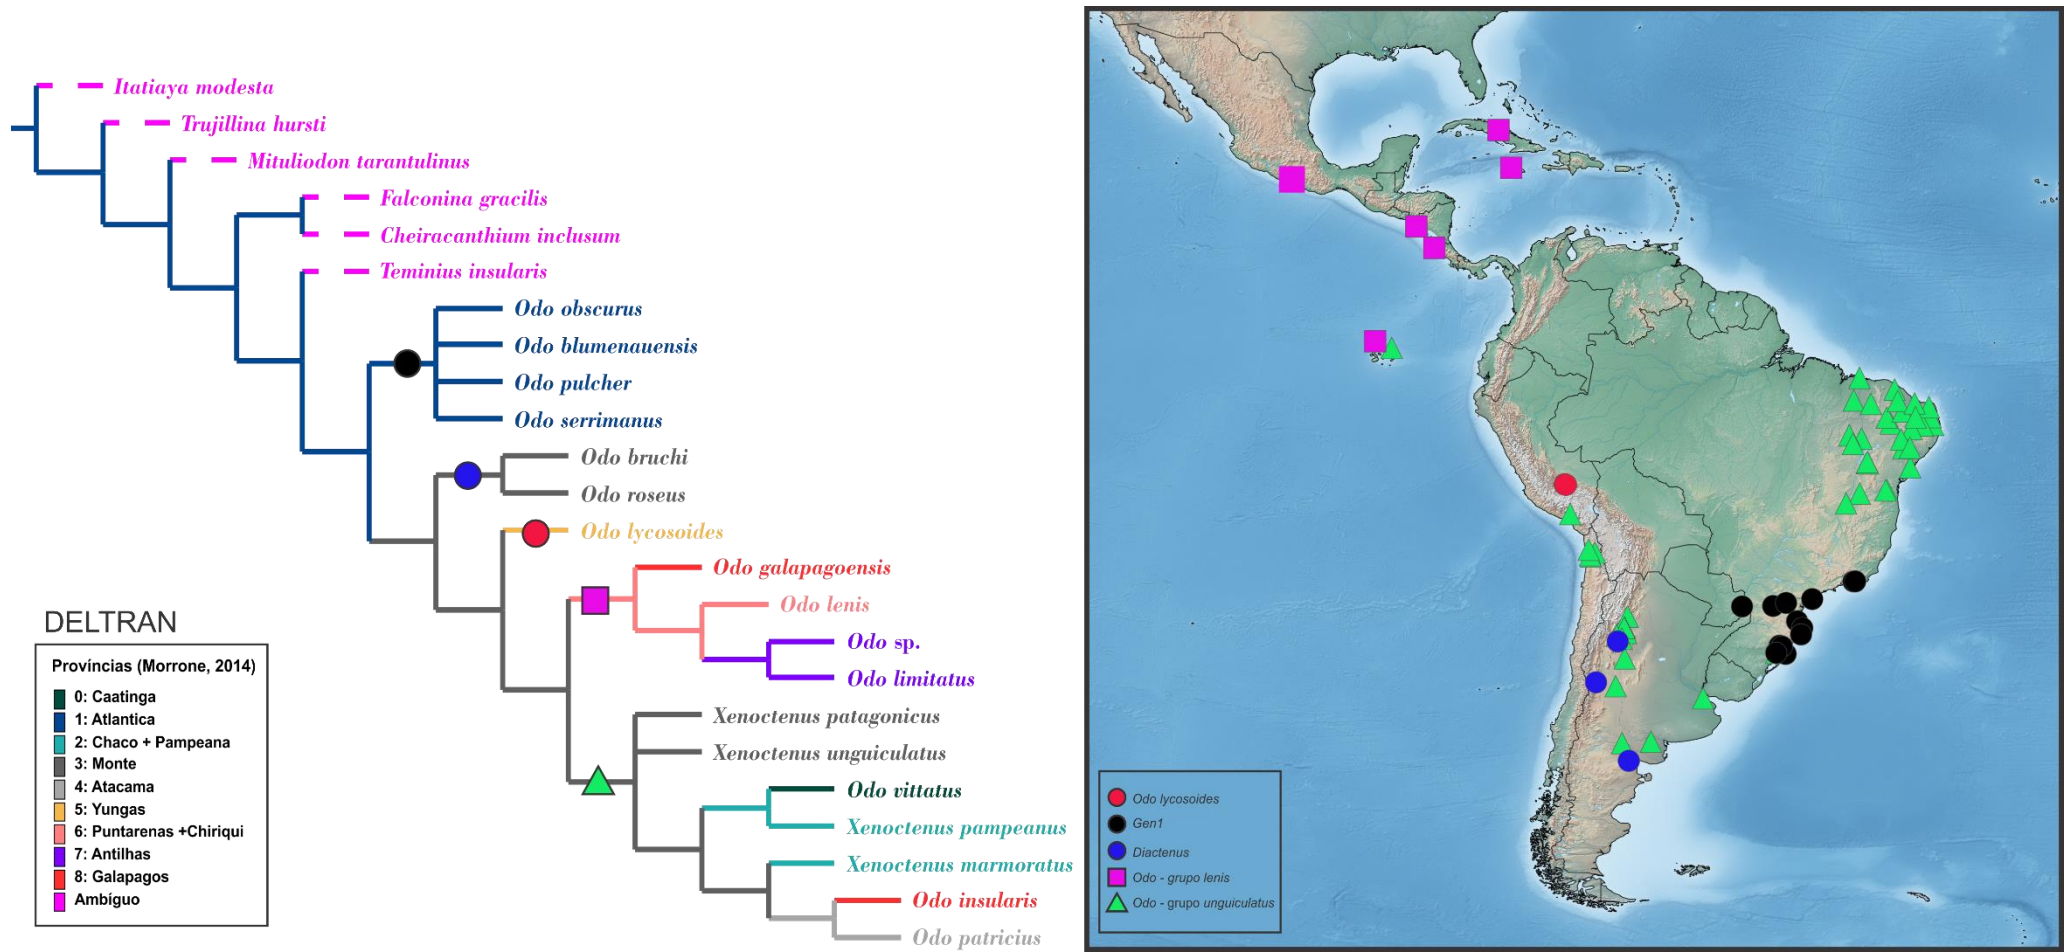 Itatiaya modesta
Trujillina hursti
Mituliodon tarantulinus
Falconina gracilis
Cheiracanthium inclusum
Teminius insularis
Odo obscurus
Odo blumenauensis
Odo pulcher
Odo serrimanus
Odo bruchi
Odo roseus
Odo lycosoides
Odo galapagoensis
Odo lenis
Odo sp.
Odo limitatus
Xenoctenus patagonicus
Xenoctenus unguiculatus
Odo vittatus
Xenoctenus pampeanus
Xenoctenus marmoratus
Odo insularis
Odo patricius
DELTRAN
Províncias (Morrone, 2014)
0: Caatinga
1: Atlantica
2: Chaco + Pampeana
3: Monte
4: Atacama
5: Yungas
6: Puntarenas +Chiriqui
7: Antilhas
8: Galapagos
Ambíguo
Odo lycosoides
Gen1
Diactenus
Odo - grupo lenis
Odo - grupo unguiculatus